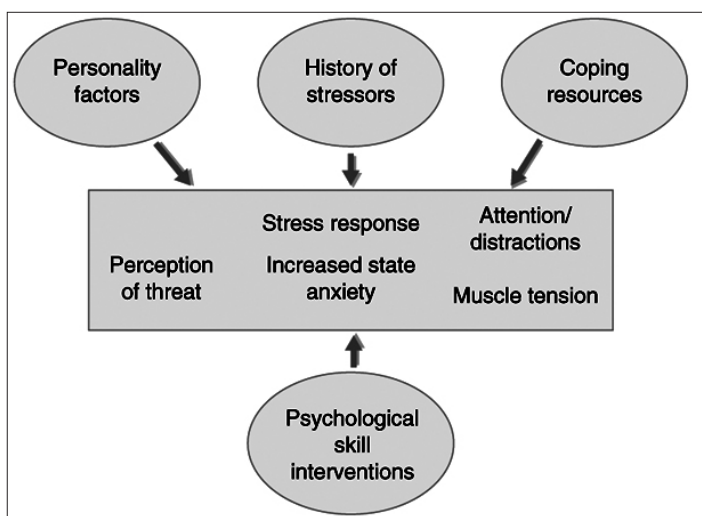 Personality
factors
History of
stressors
Coping
resources
Stress response
Attention/
distractions
Perception
of threat
Increased state
anxiety
Muscle tension
Psychological
skill
interventions